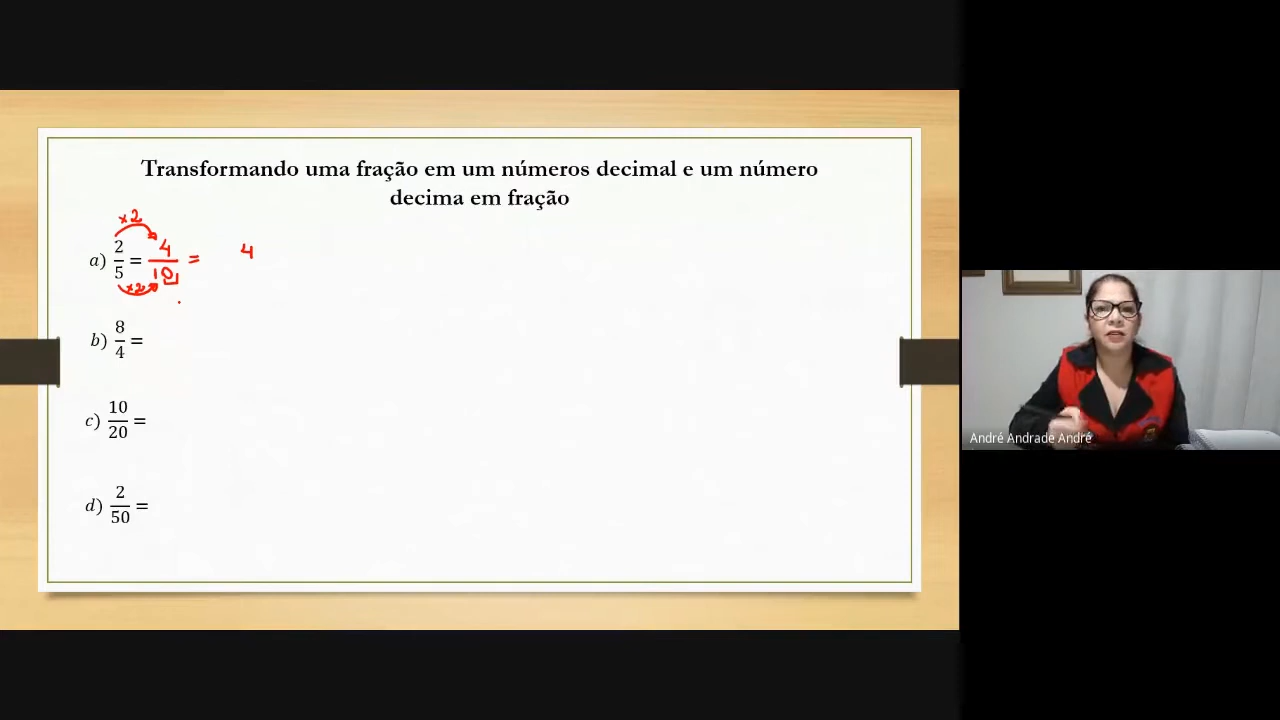 Transformando uma fração em um números decimal e um número
decima em fração
×2
a) 2/5 = 4/10 = 4
×2
b) 8/4 =
c) 10/20 =
d) 2/50 =
André Andrade André